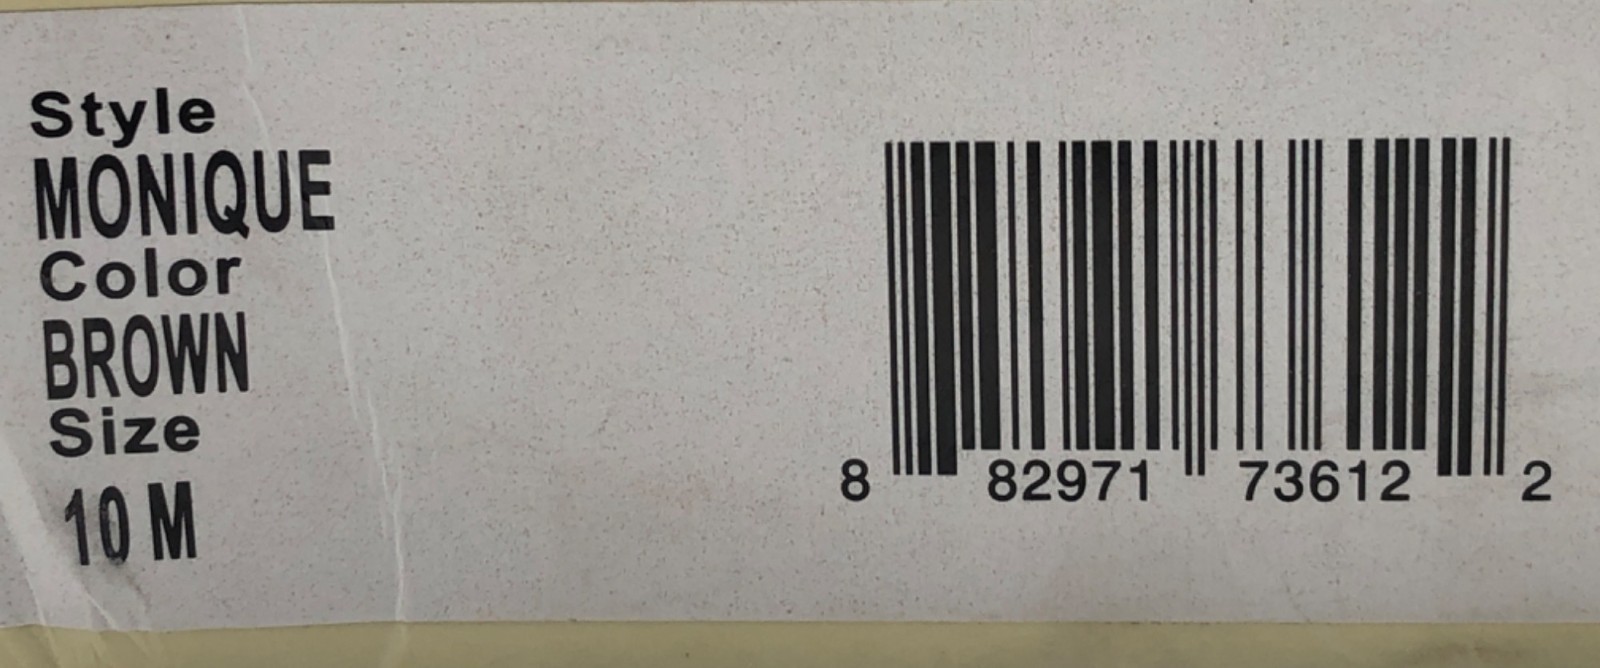 Style
MONIQUE
Color
BROWN
Size
10 M
8 82971 73612 2